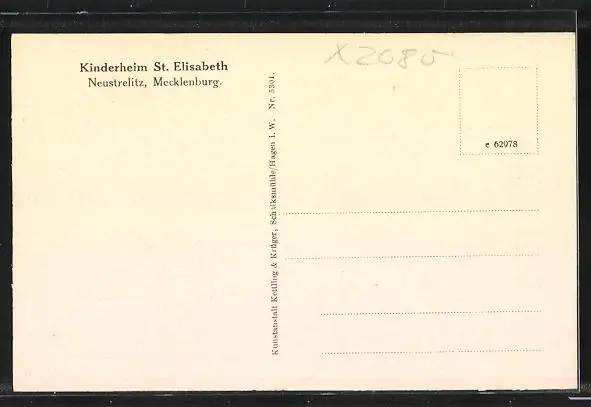 Kinderheim St. Elisabeth
Neustrelitz, Mecklenburg.
Kunstanstalt Kettling & Krüger, Schalksmühle/Hagen i. W. Nr. 5301.
X2080
e 62978